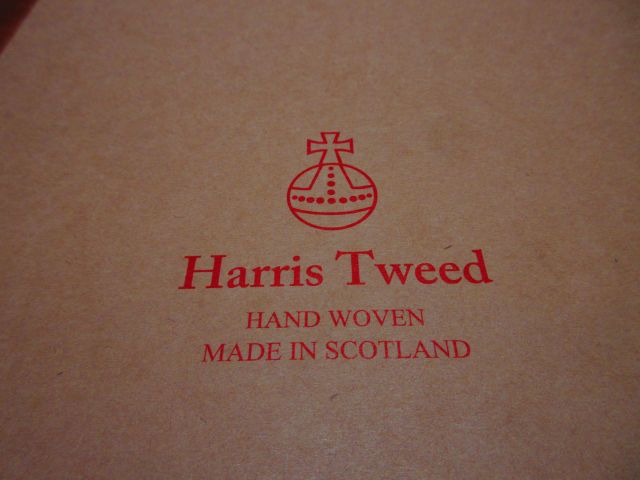 Harris Tweed
HAND WOVEN
MADE IN SCOTLAND